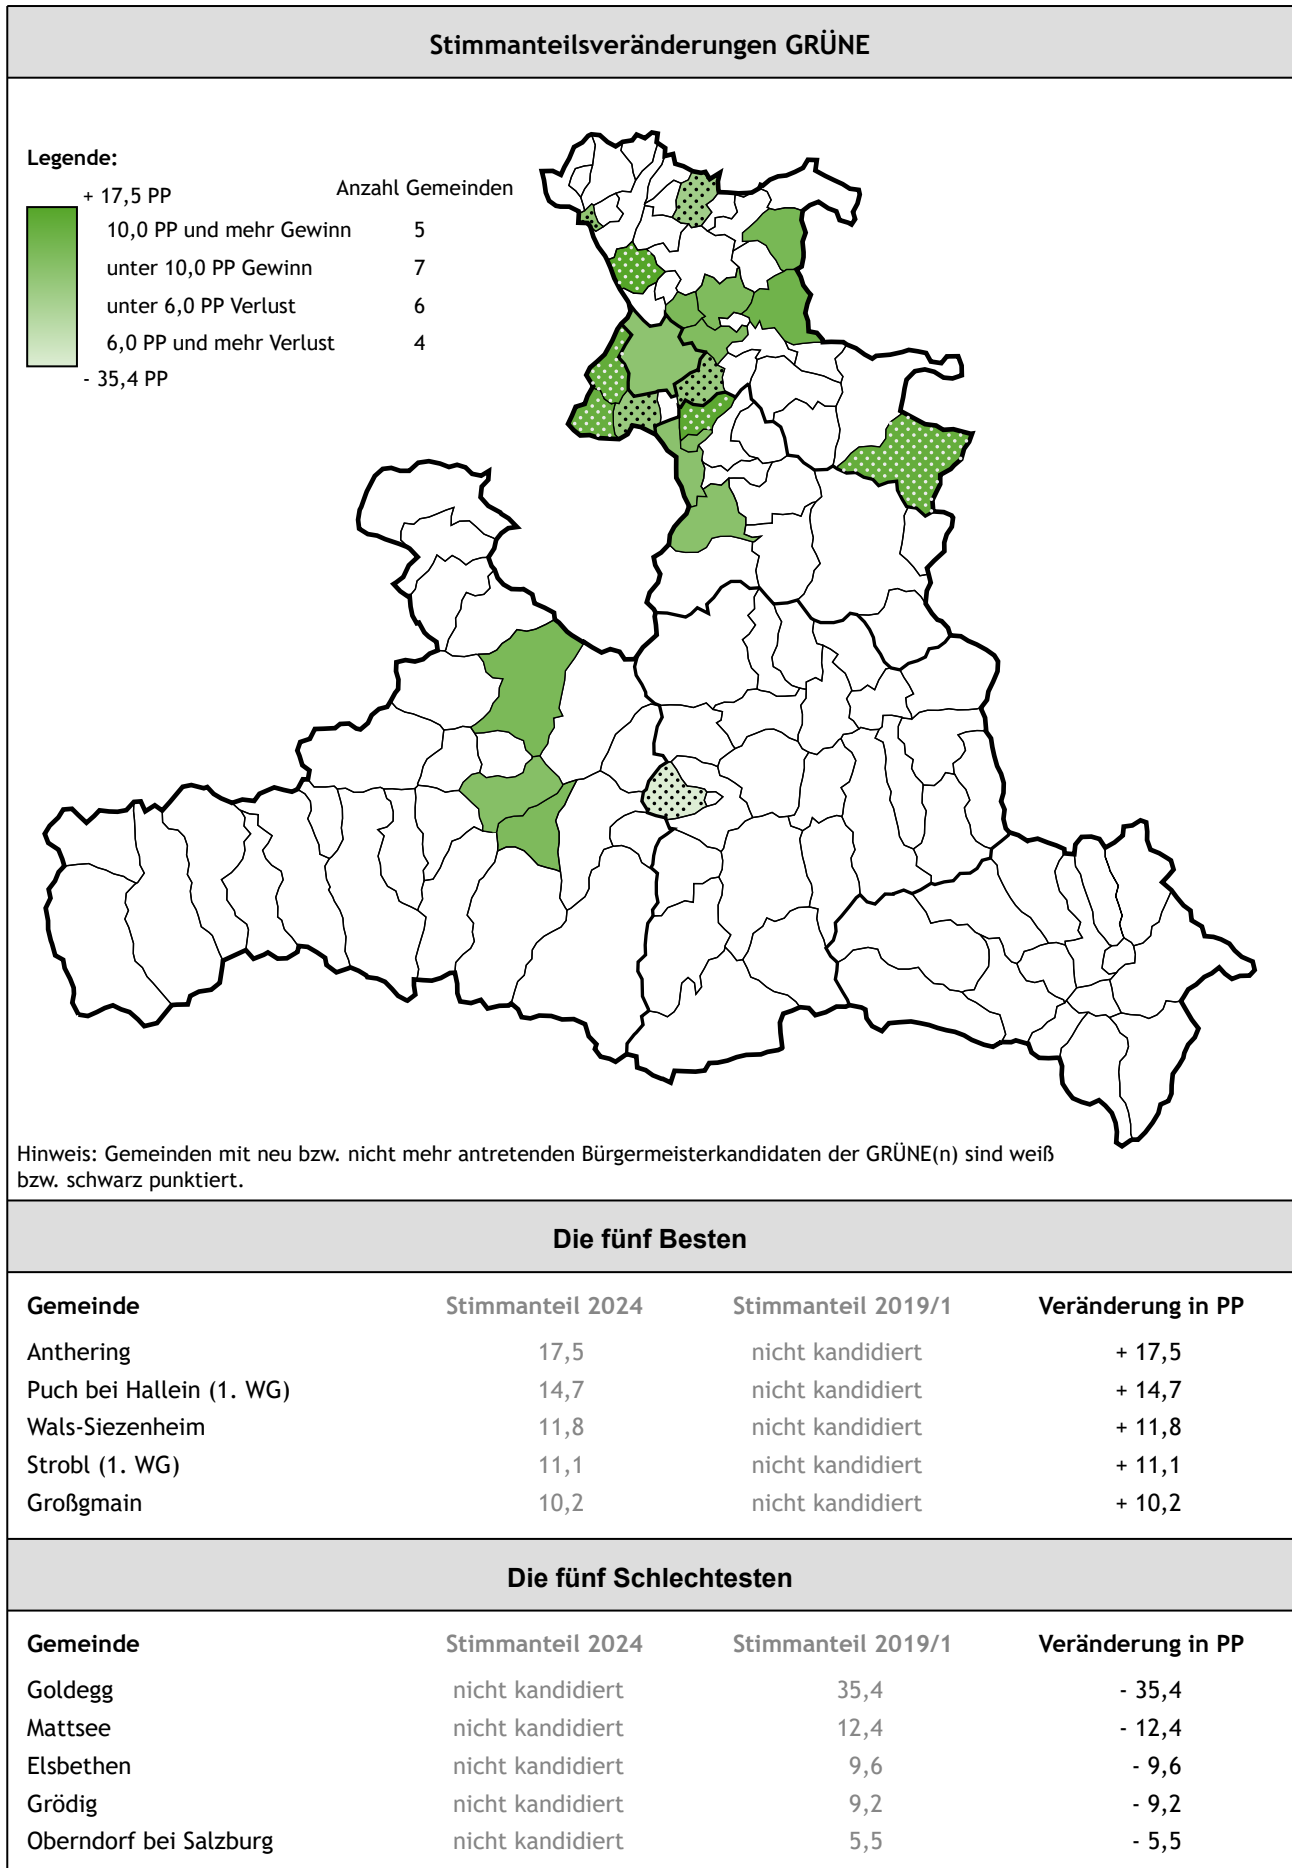 Stimmanteilsveränderungen GRÜNE
Legende:
+ 17,5 PP
Anzahl Gemeinden
10,0 PP und mehr Gewinn 5
unter 10,0 PP Gewinn 7
unter 6,0 PP Verlust 6
6,0 PP und mehr Verlust 4
- 35,4 PP
Hinweis: Gemeinden mit neu bzw. nicht mehr antretenden Bürgermeisterkandidaten der GRÜNE(n) sind weiß
bzw. schwarz punktiert.
Die fünf Besten
Gemeinde Stimmanteil 2024 Stimmanteil 2019/1 Veränderung in PP
Anthering 17,5 nicht kandidiert + 17,5
Puch bei Hallein (1. WG) 14,7 nicht kandidiert + 14,7
Wals-Siezenheim 11,8 nicht kandidiert + 11,8
Strobl (1. WG) 11,1 nicht kandidiert + 11,1
Großgmain 10,2 nicht kandidiert + 10,2
Die fünf Schlechtesten
Gemeinde Stimmanteil 2024 Stimmanteil 2019/1 Veränderung in PP
Goldegg nicht kandidiert 35,4 - 35,4
Mattsee nicht kandidiert 12,4 - 12,4
Elsbethen nicht kandidiert 9,6 - 9,6
Grödig nicht kandidiert 9,2 - 9,2
Oberndorf bei Salzburg nicht kandidiert 5,5 - 5,5